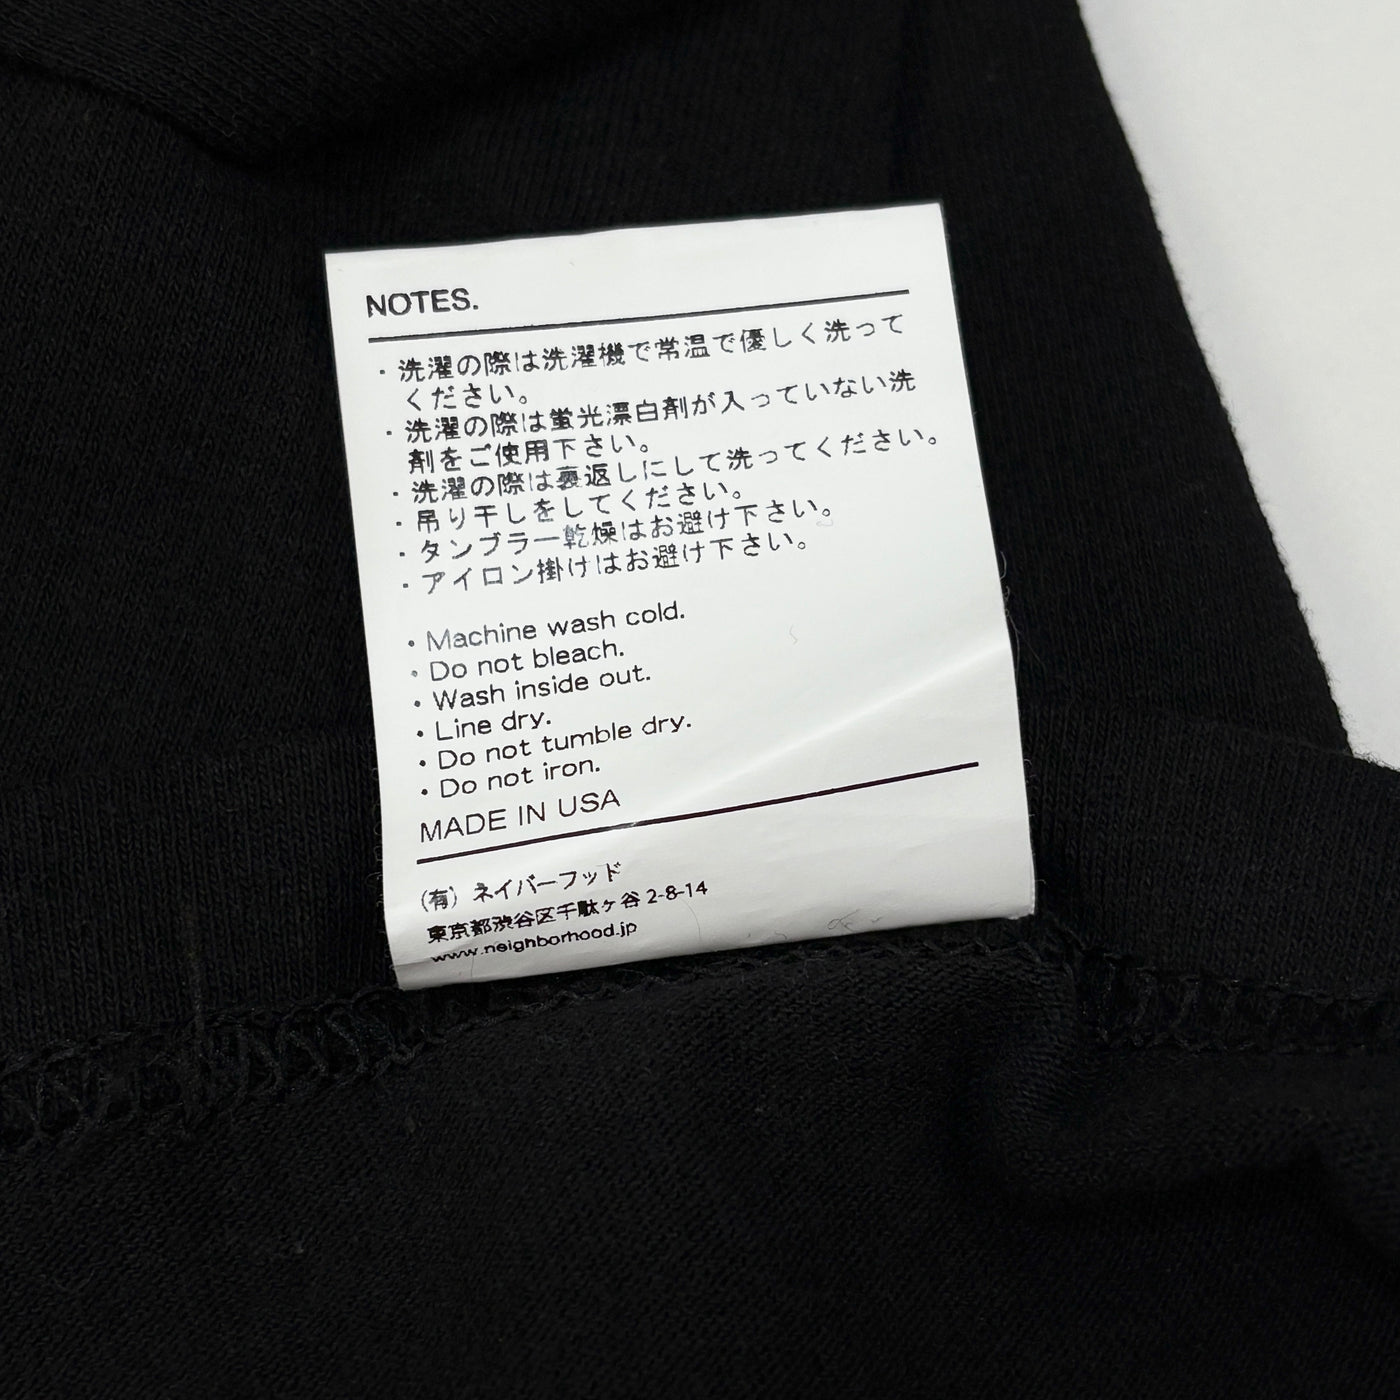 NOTES.
・洗濯の際は洗濯機で常温で優しく洗って
ください。
・洗濯の際は蛍光漂白剤が入っていない洗
剤をご使用下さい。
・洗濯の際は裏返しにして洗ってください。
・吊り干しをしてください。
・タンブラー乾燥はお避け下さい。
・アイロン掛けはお避け下さい。
・Machine wash cold.
・Do not bleach.
・Wash inside out.
・Line dry.
・Do not tumble dry.
・Do not iron.
MADE IN USA
(有) ネイバーフッド
東京都渋谷区千駄ヶ谷 2-8-14
www.neighborhood.jp